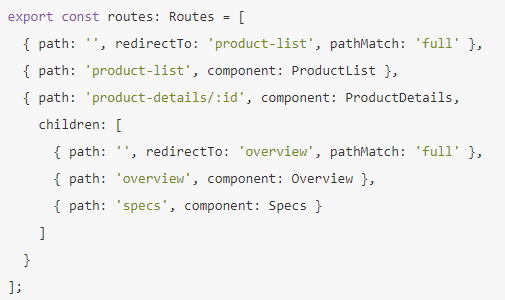 export const routes: Routes = [
  { path: '', redirectTo: 'product-list', pathMatch: 'full' },
  { path: 'product-list', component: ProductList },
  { path: 'product-details/:id', component: ProductDetails,
    children: [
      { path: '', redirectTo: 'overview', pathMatch: 'full' },
      { path: 'overview', component: Overview },
      { path: 'specs', component: Specs }
    ]
  }
];